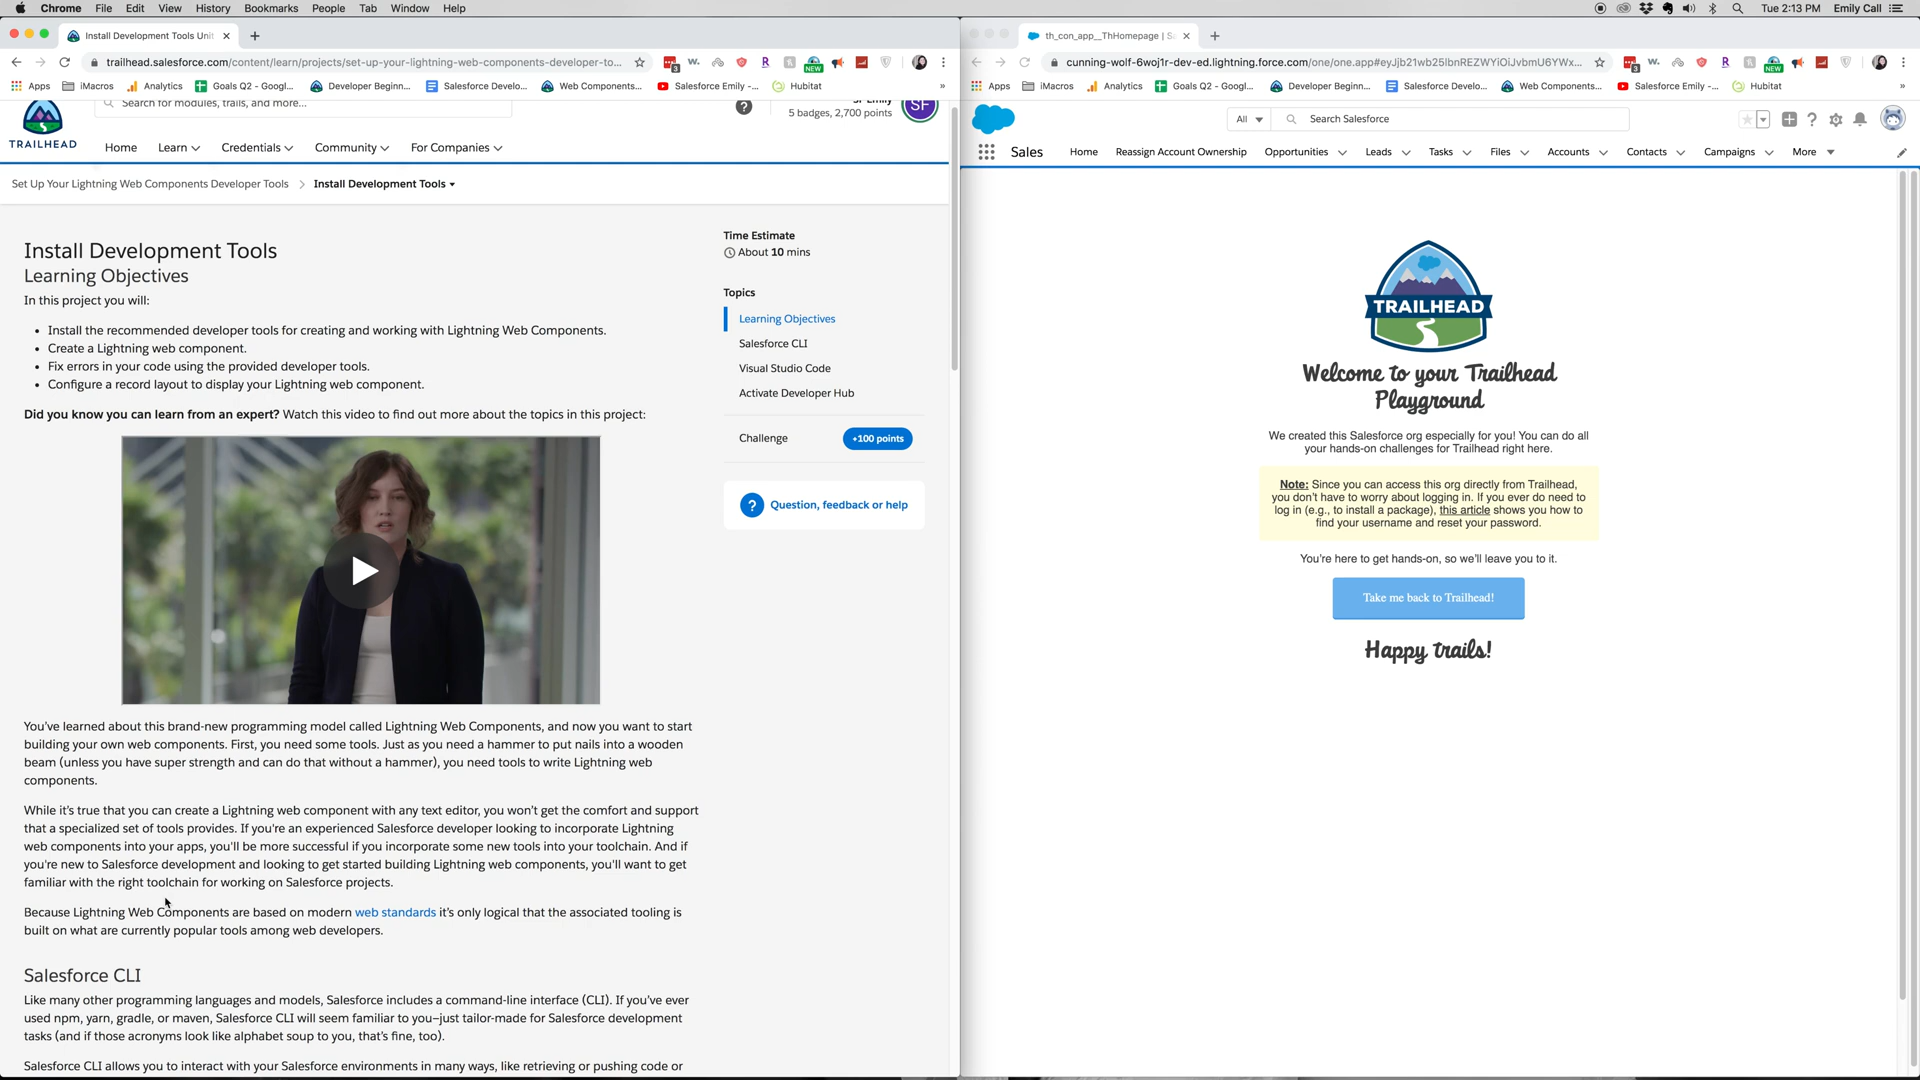 Chrome File Edit View History Bookmarks People Tab Window Help
Tue 2:13 PM Emily Call
Install Development Tools Unit
trailhead.salesforce.com/content/learn/projects/set-up-your-lightning-web-components-developer-to...
Apps iMacros Analytics Goals Q2 - Googl... Developer Beginn... Salesforce Develo... Web Components... Salesforce Emily -... Hubitat »
Search for modules, trails, and more...
5 badges, 2,700 points
SF
TRAILHEAD
Home Learn Credentials Community For Companies
Set Up Your Lightning Web Components Developer Tools Install Development Tools
Install Development Tools
Learning Objectives
In this project you will:
• Install the recommended developer tools for creating and working with Lightning Web Components.
• Create a Lightning web component.
• Fix errors in your code using the provided developer tools.
• Configure a record layout to display your Lightning web component.
Did you know you can learn from an expert? Watch this video to find out more about the topics in this project:
You've learned about this brand-new programming model called Lightning Web Components, and now you want to start
building your own web components. First, you need some tools. Just as you need a hammer to put nails into a wooden
beam (unless you have super strength and can do that without a hammer), you need tools to write Lightning web
components.
While it's true that you can create a Lightning web component with any text editor, you won't get the comfort and support
that a specialized set of tools provides. If you're an experienced Salesforce developer looking to incorporate Lightning
web components into your apps, you'll be more successful if you incorporate some new tools into your toolchain. And if
you're new to Salesforce development and looking to get started building Lightning web components, you'll want to get
familiar with the right toolchain for working on Salesforce projects.
Because Lightning Web Components are based on modern web standards it's only logical that the associated tooling is
built on what are currently popular tools among web developers.
Salesforce CLI
Like many other programming languages and models, Salesforce includes a command-line interface (CLI). If you've ever
used npm, yarn, gradle, or maven, Salesforce CLI will seem familiar to you—just tailor-made for Salesforce development
tasks (and if those acronyms look like alphabet soup to you, that's fine, too).
Salesforce CLI allows you to interact with your Salesforce environments in many ways, like retrieving or pushing code or
Time Estimate
About 10 mins
Topics
Learning Objectives
Salesforce CLI
Visual Studio Code
Activate Developer Hub
Challenge +100 points
? Question, feedback or help
th_con_app__ThHomepage | S
cunning-wolf-6woj1r-dev-ed.lightning.force.com/one/one.app#eyJjb21wb25lbnREZWYiOiJvbmU6YWx...
Apps iMacros Analytics Goals Q2 - Googl... Developer Beginn... Salesforce Develo... Web Components... Salesforce Emily -... Hubitat
All Search Salesforce
Sales Home Reassign Account Ownership Opportunities Leads Tasks Files Accounts Contacts Campaigns More
TRAILHEAD
Welcome to your Trailhead
Playground
We created this Salesforce org especially for you! You can do all
your hands-on challenges for Trailhead right here.
Note: Since you can access this org directly from Trailhead,
you don't have to worry about logging in. If you ever do need to
log in (e.g., to install a package), this article shows you how to
find your username and reset your password.
You're here to get hands-on, so we'll leave you to it.
Take me back to Trailhead!
Happy trails!